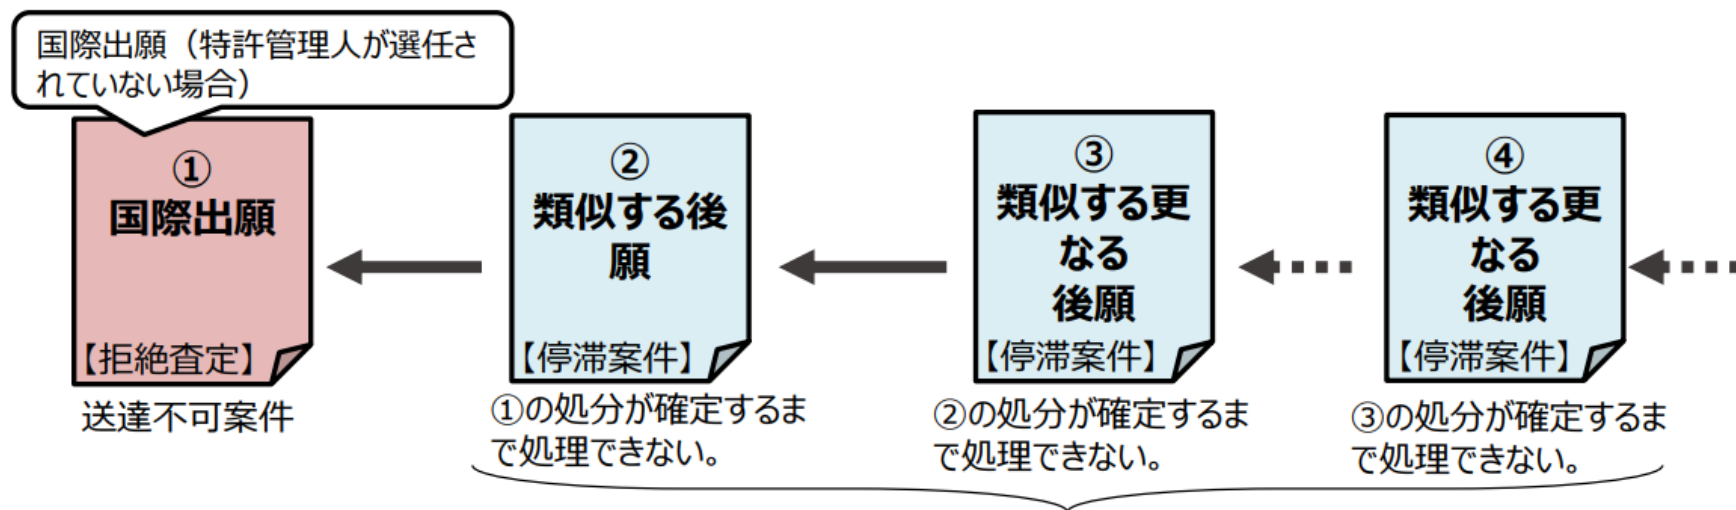 国際出願（特許管理人が選任さ
れていない場合）
①
国際出願
【拒絶査定】
送達不可案件
②
類似する後
願
【停滞案件】
①の処分が確定するま
で処理できない。
③
類似する更
なる
後願
【停滞案件】
②の処分が確定するま
で処理できない。
④
類似する更
なる
後願
【停滞案件】
③の処分が確定するま
で処理できない。